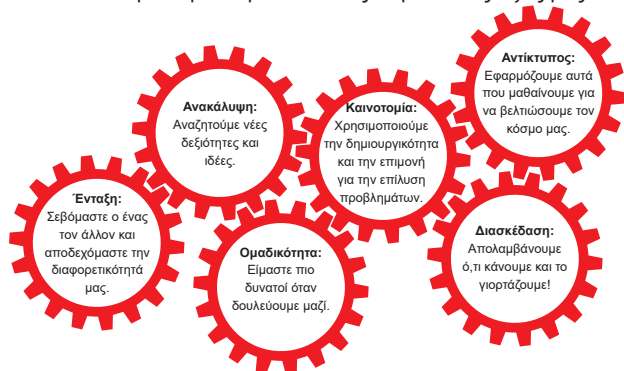 Αντίκτυπος:
Εφαρμόζουμε αυτά
που μαθαίνουμε για
να βελτιώσουμε τον
κόσμο μας.
Ανακάλυψη:
Αναζητούμε νέες
δεξιότητες και
ιδέες.
Καινοτομία:
Χρησιμοποιούμε
την δημιουργικότητα
και την επιμονή
για την επίλυση
προβλημάτων.
Ένταξη:
Σεβόμαστε ο ένας
τον άλλον και
αποδεχόμαστε την
διαφορετικότητά
μας.
Ομαδικότητα:
Είμαστε πιο
δυνατοί όταν
δουλεύουμε μαζί.
Διασκέδαση:
Απολαμβάνουμε
ό,τι κάνουμε και το
γιορτάζουμε!